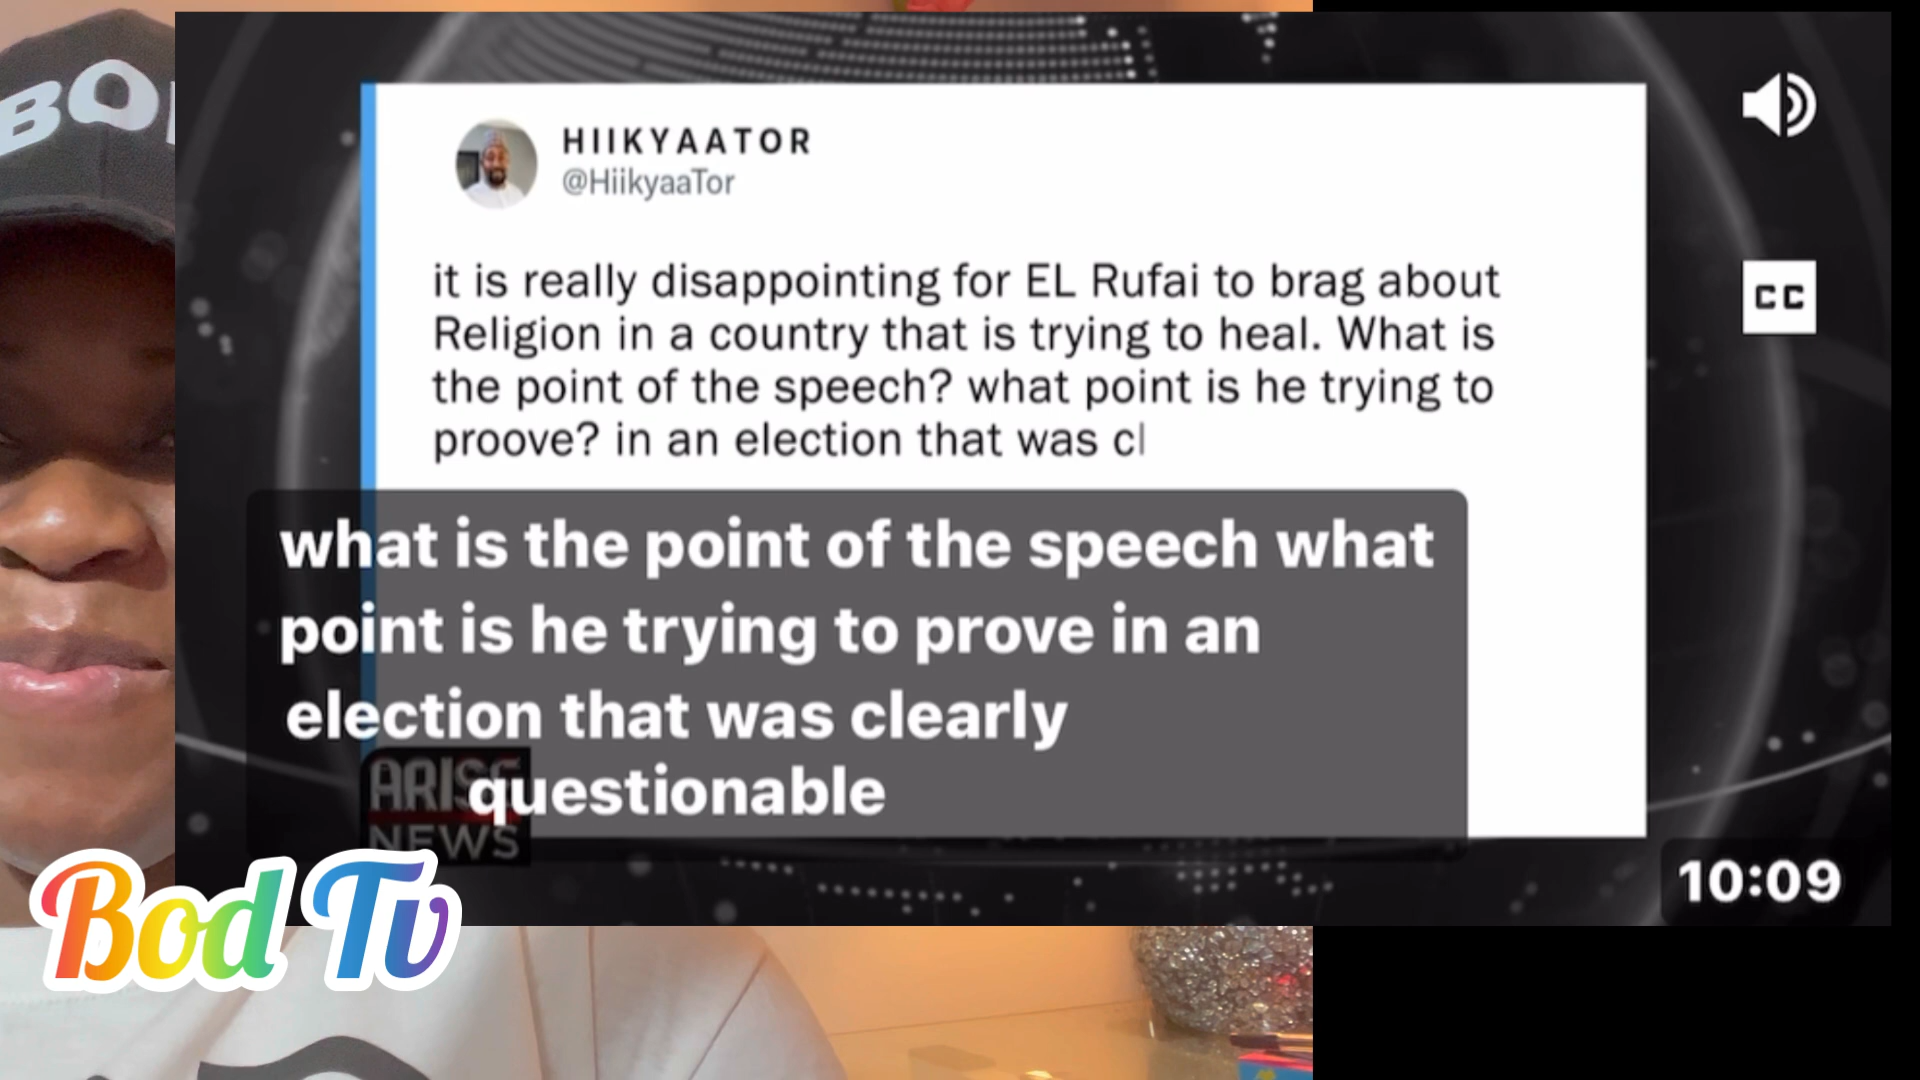 BO
HIIKYAATOR
@HiikyaaTor
it is really disappointing for EL Rufai to brag about
Religion in a country that is trying to heal. What is
the point of the speech? what point is he trying to
proove? in an election that was cl
CC
what is the point of the speech what
point is he trying to prove in an
election that was clearly
questionable
ARISE
NEWS
10:09
Bod Tv